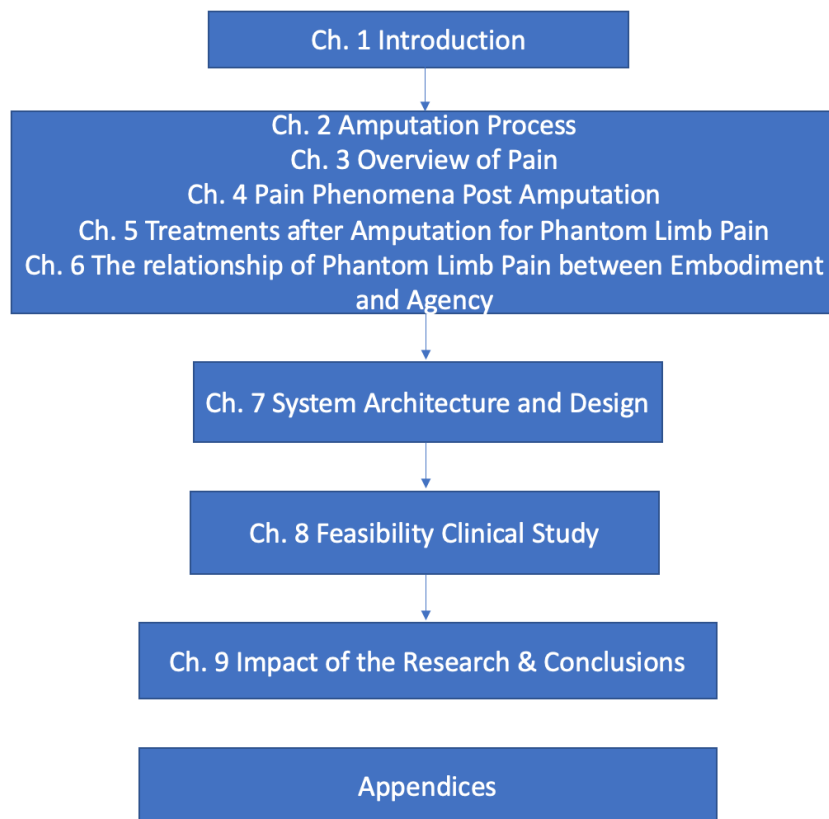 Ch. 1 Introduction
Ch. 2 Amputation Process
Ch. 3 Overview of Pain
Ch. 4 Pain Phenomena Post Amputation
Ch. 5 Treatments after Amputation for Phantom Limb Pain
Ch. 6 The relationship of Phantom Limb Pain between Embodiment
and Agency
Ch. 7 System Architecture and Design
Ch. 8 Feasibility Clinical Study
Ch. 9 Impact of the Research & Conclusions
Appendices